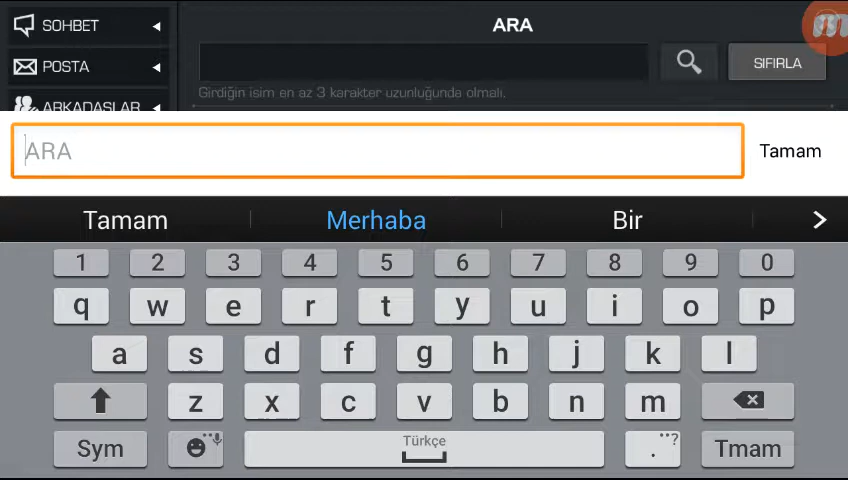 SOHBET
POSTA
ARKADAŞLAR
ARA
SIFIRLA
Girdiğin isim en az 3 karakter uzunluğunda olmalı.
ARA Tamam
Tamam Merhaba Bir
1 2 3 4 5 6 7 8 9 0
q w e r t y u i o p
a s d f g h j k l
z x c v b n m
Sym Türkçe . ...? Tmam